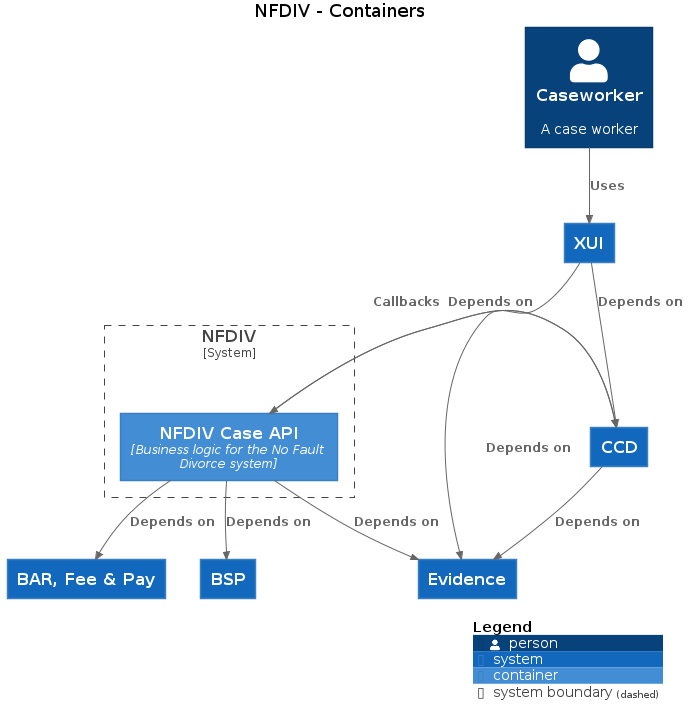 NFDIV - Containers
Caseworker
A case worker
Uses
XUI
Callbacks
Depends on
Depends on
NFDIV
[System]
NFDIV Case API
[Business logic for the No Fault
Divorce system]
Depends on
CCD
Depends on
Depends on
Depends on
Depends on
BAR, Fee & Pay
BSP
Evidence
Legend
person
system
container
system boundary (dashed)